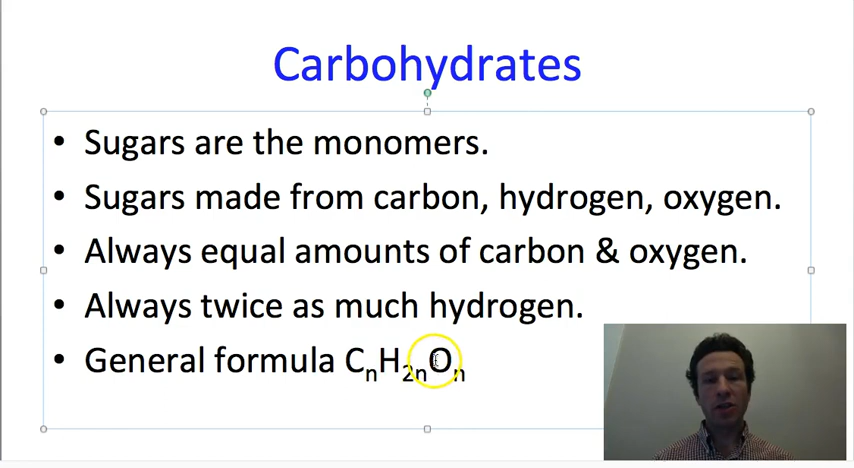 Carbohydrates
• Sugars are the monomers.
• Sugars made from carbon, hydrogen, oxygen.
• Always equal amounts of carbon & oxygen.
• Always twice as much hydrogen.
• General formula CₙH₂ₙOₙ